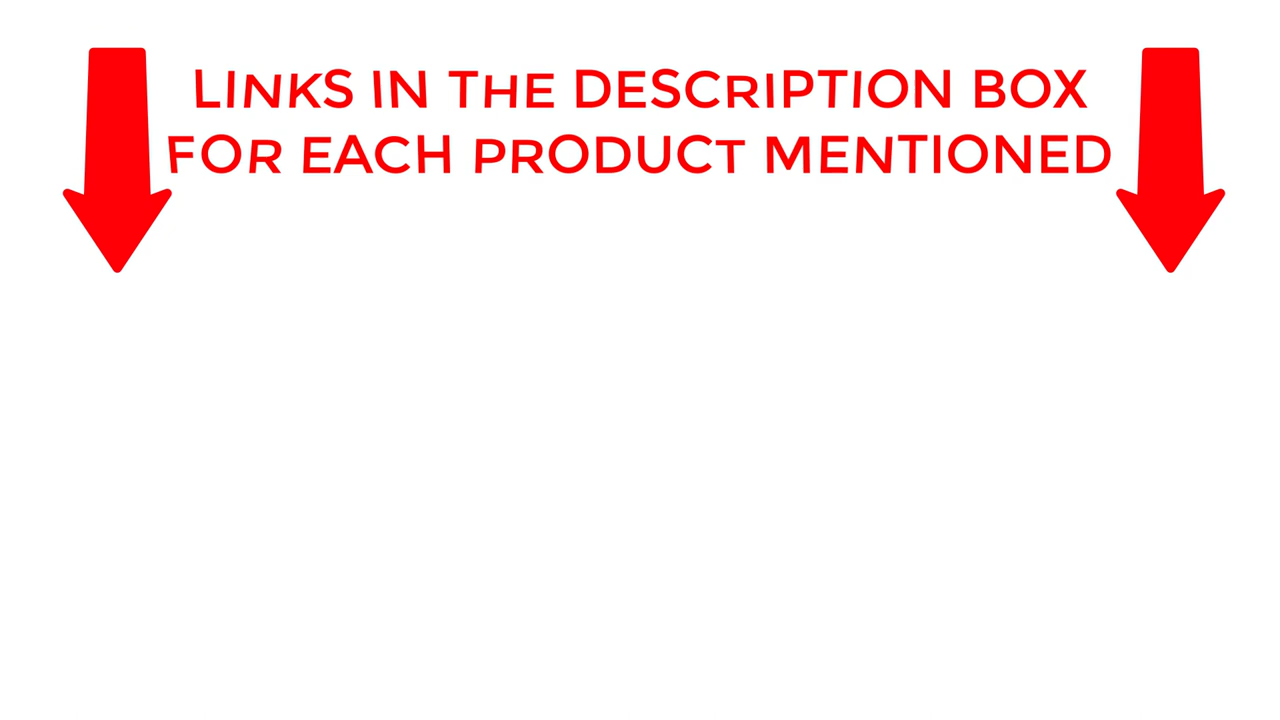 LINKS IN THE DESCRIPTION BOX
FOR EACH PRODUCT MENTIONED